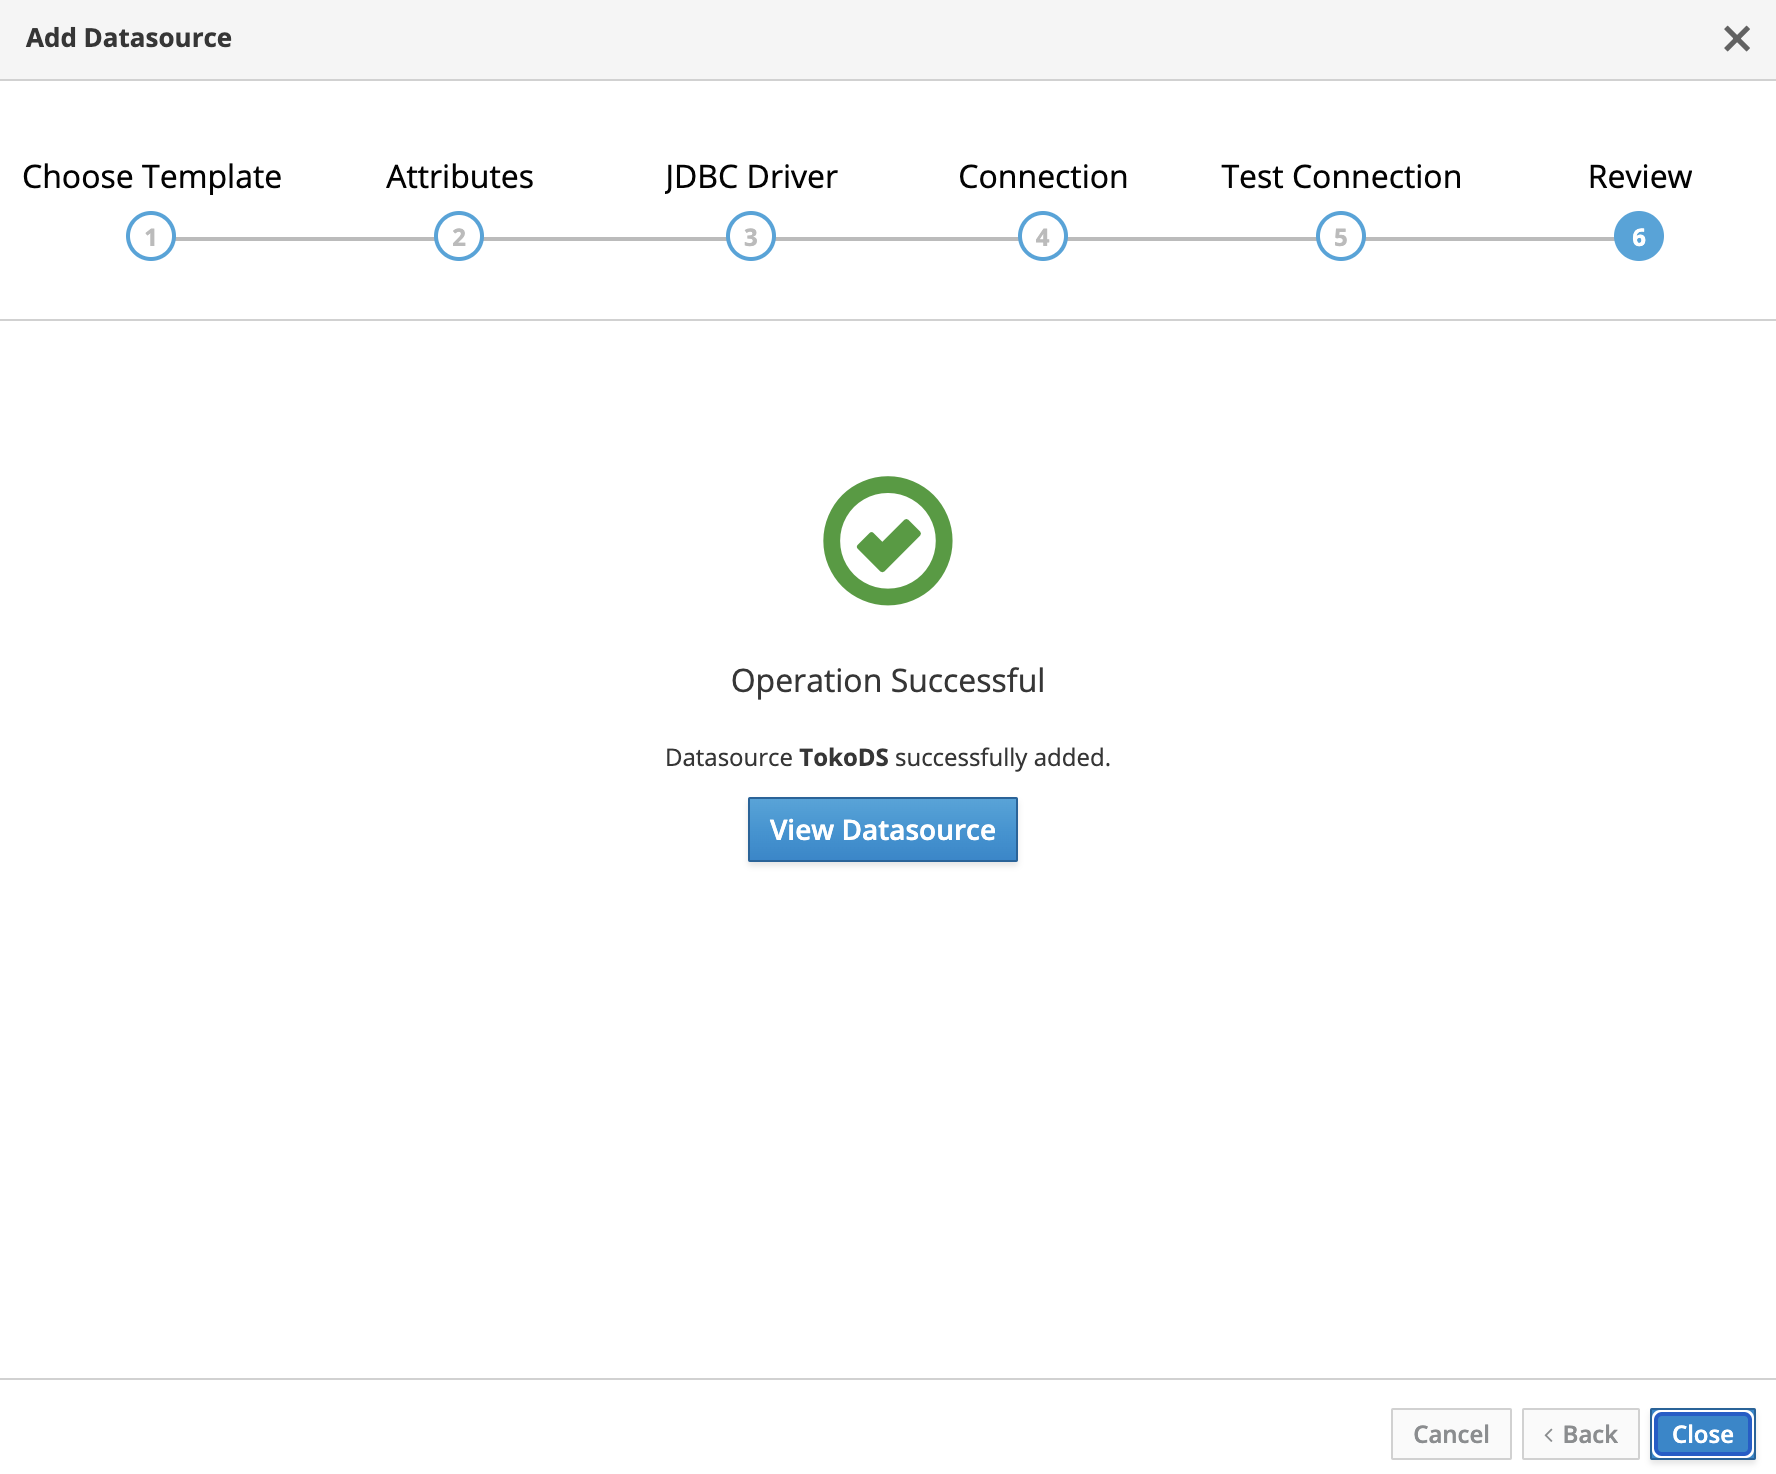 Add Datasource
Choose Template Attributes JDBC Driver Connection Test Connection Review
1 2 3 4 5 6
Operation Successful
Datasource TokoDS successfully added.
View Datasource
Cancel < Back Close